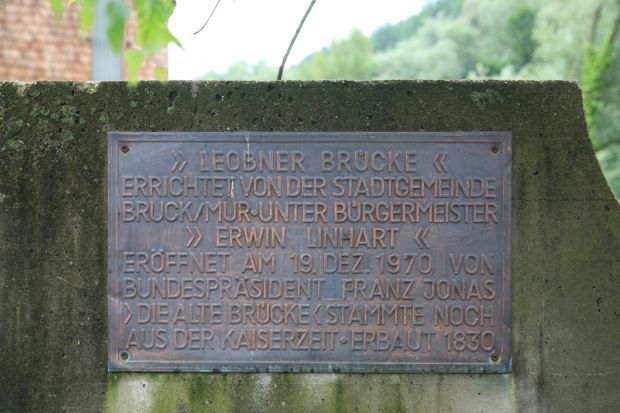 » LEOBNER BRÜCKE «
ERRICHTET VON DER STADTGEMEINDE
BRUCK/MUR·UNTER BÜRGERMEISTER
» ERWIN LINHART «
ERÖFFNET AM 19. DEZ. 1970 VON
BUNDESPRÄSIDENT FRANZ JONAS
›DIE ALTE BRÜCKE‹ STAMMTE NOCH
AUS DER KAISERZEIT·ERBAUT 1830